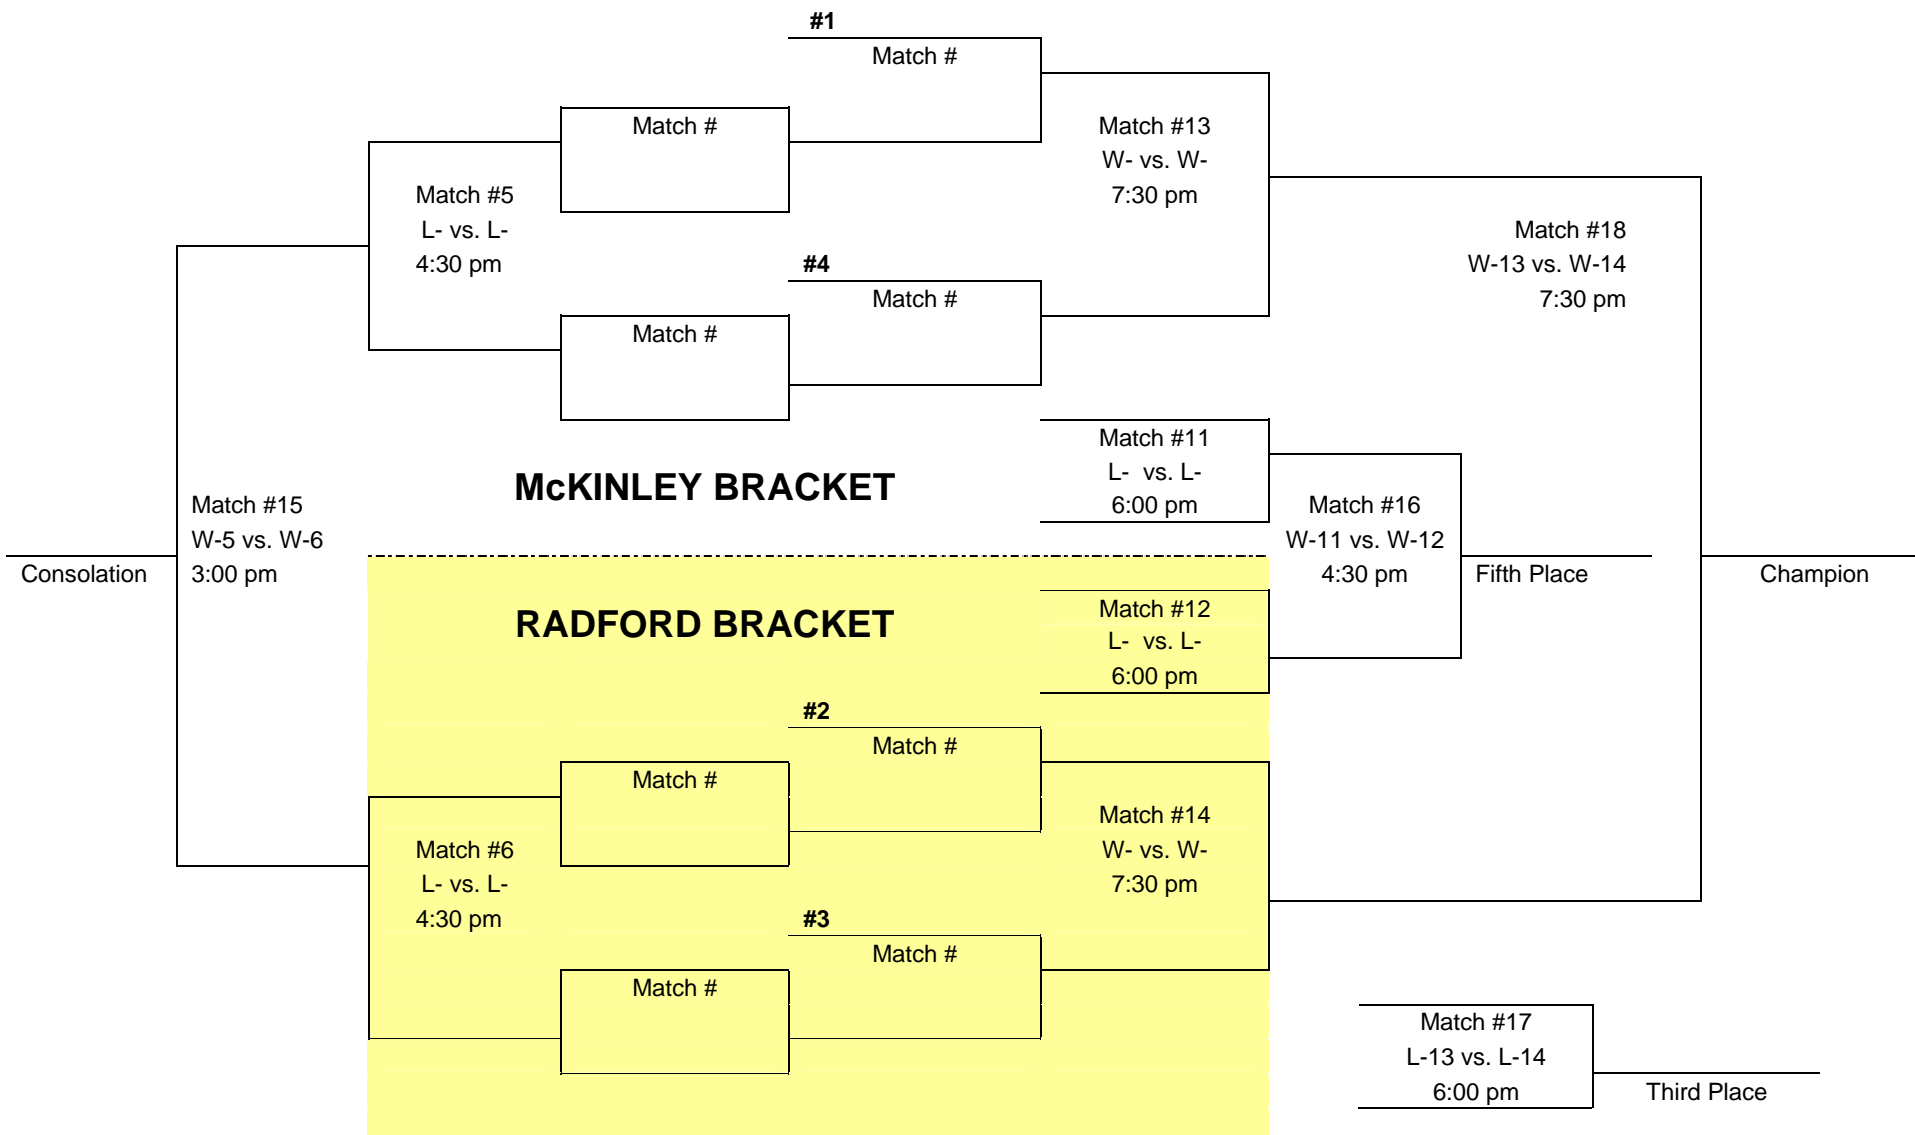 #1
Match #
Match #
Match #13
W- vs. W-
7:30 pm
Match #5
L- vs. L-
4:30 pm
Match #18
W-13 vs. W-14
7:30 pm
#4
Match #
Match #
Match #11
L-  vs. L-
6:00 pm
McKINLEY BRACKET
Match #15
W-5 vs. W-6
3:00 pm
Match #16
W-11 vs. W-12
4:30 pm
Consolation
Fifth Place
Champion
RADFORD BRACKET
Match #12
L-  vs. L-
6:00 pm
#2
Match #
Match #
Match #14
W- vs. W-
7:30 pm
Match #6
L- vs. L-
4:30 pm
#3
Match #
Match #
Match #17
L-13 vs. L-14
6:00 pm
Third Place